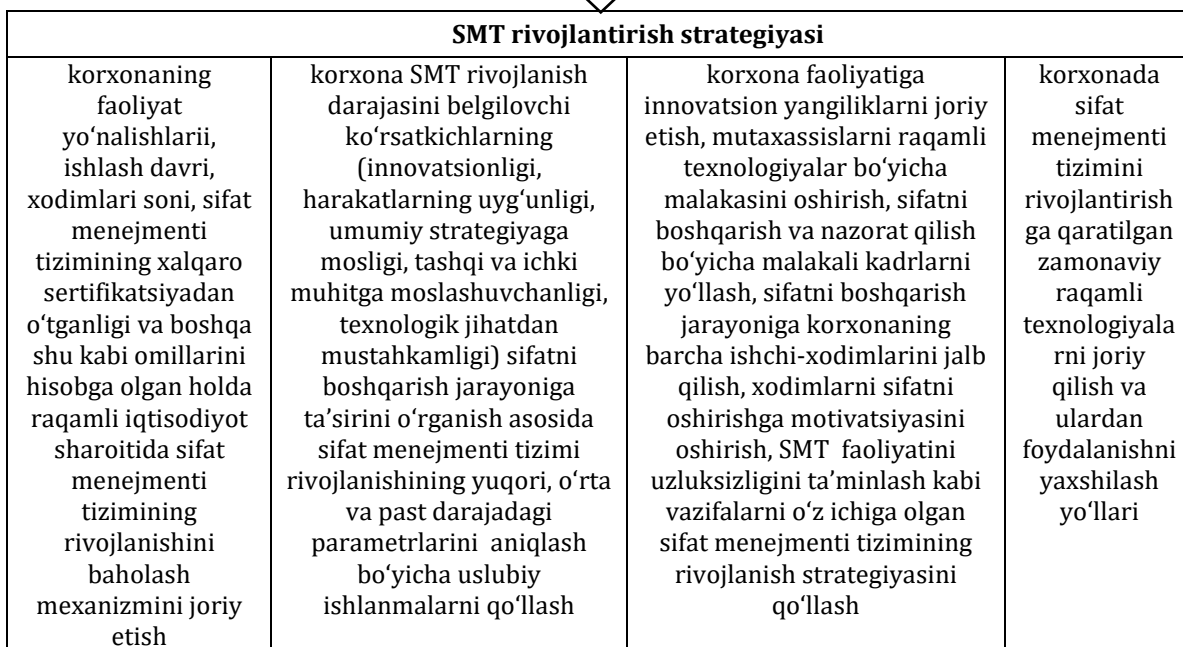 SMT rivojlantirish strategiyasi
korxonaning
faoliyat
yo‘nalishlarii,
ishlash davri,
xodimlari soni, sifat
menejmenti
tizimining xalqaro
sertifikatsiyadan
o‘tganligi va boshqa
shu kabi omillarini
hisobga olgan holda
raqamli iqtisodiyot
sharoitida sifat
menejmenti
tizimining
rivojlanishini
baholash
mexanizmini joriy
etish
korxona SMT rivojlanish
darajasini belgilovchi
ko‘rsatkichlarning
(innovatsionligi,
harakatlarning uyg‘unligi,
umumiy strategiyaga
mosligi, tashqi va ichki
muhitga moslashuvchanligi,
texnologik jihatdan
mustahkamligi) sifatni
boshqarish jarayoniga
ta’sirini o‘rganish asosida
sifat menejmenti tizimi
rivojlanishining yuqori, o‘rta
va past darajadagi
parametrlarini aniqlash
bo‘yicha uslubiy
ishlanmalarni qo‘llash
korxona faoliyatiga
innovatsion yangiliklarni joriy
etish, mutaxassislarni raqamli
texnologiyalar bo‘yicha
malakasini oshirish, sifatni
boshqarish va nazorat qilish
bo‘yicha malakali kadrlarni
yo‘llash, sifatni boshqarish
jarayoniga korxonaning
barcha ishchi-xodimlarini jalb
qilish, xodimlarni sifatni
oshirishga motivatsiyasini
oshirish, SMT faoliyatini
uzluksizligini ta’minlash kabi
vazifalarni o‘z ichiga olgan
sifat menejmenti tizimining
rivojlanish strategiyasini
qo‘llash
korxonada
sifat
menejmenti
tizimini
rivojlantirish
ga qaratilgan
zamonaviy
raqamli
texnologiyala
rni joriy
qilish va
ulardan
foydalanishni
yaxshilash
yo‘llari